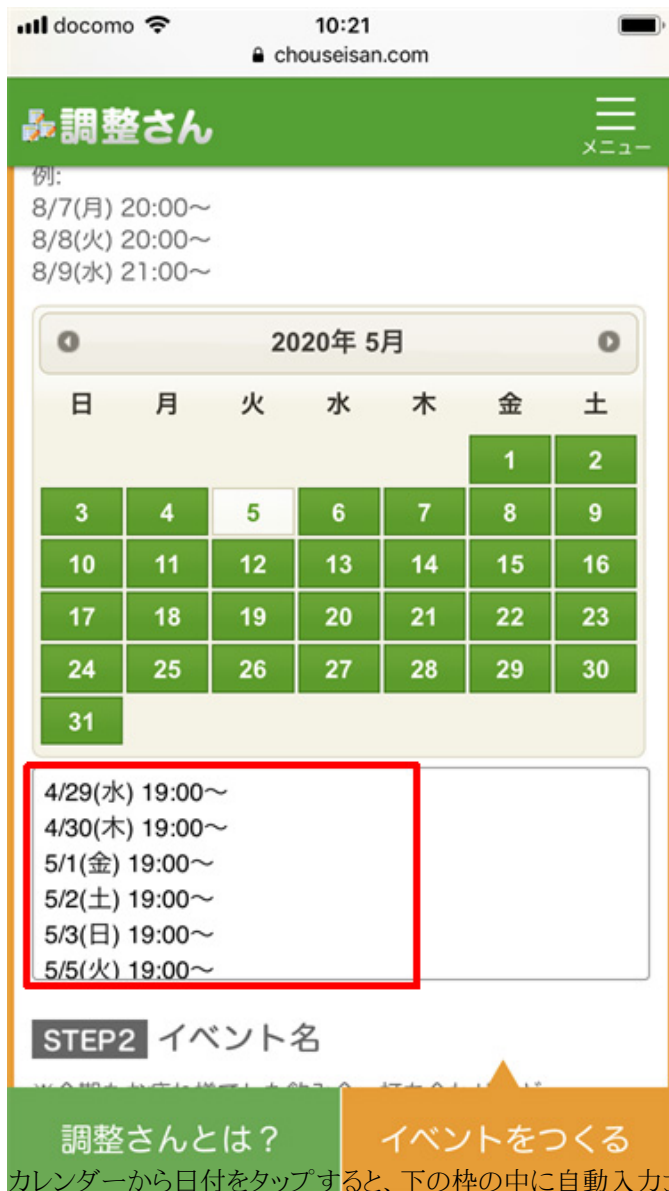 docomo 10:21
chouseisan.com
調整さん
メニュー
例:
8/7(月) 20:00～
8/8(火) 20:00～
8/9(水) 21:00～
2020年 5月
日 月 火 水 木 金 土
1 2
3 4 5 6 7 8 9
10 11 12 13 14 15 16
17 18 19 20 21 22 23
24 25 26 27 28 29 30
31
4/29(水) 19:00～
4/30(木) 19:00～
5/1(金) 19:00～
5/2(土) 19:00～
5/3(日) 19:00～
5/5(火) 19:00～
STEP2 イベント名
調整さんとは？ イベントをつくる
カレンダーから日付をタップすると、下の枠の中に自動入力、